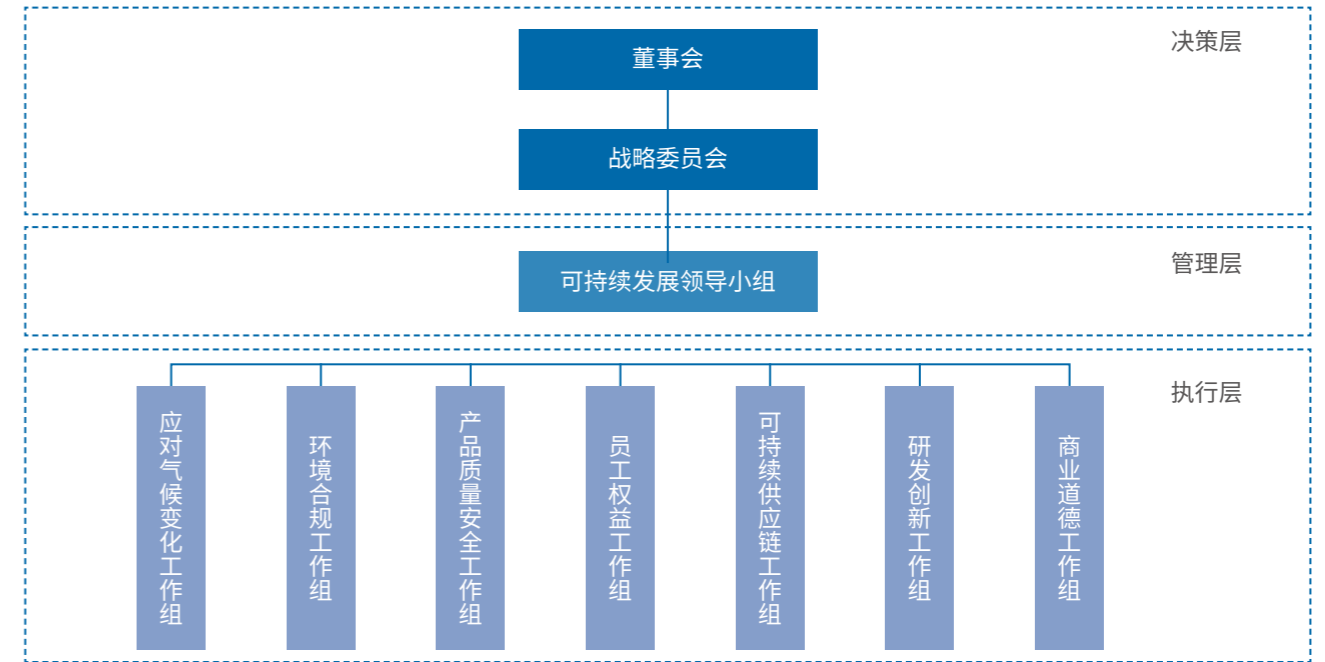 决策层
董事会
战略委员会
管理层
可持续发展领导小组
执行层
应对气候变化工作组
环境合规工作组
产品质量安全工作组
员工权益工作组
可持续供应链工作组
研发创新工作组
商业道德工作组